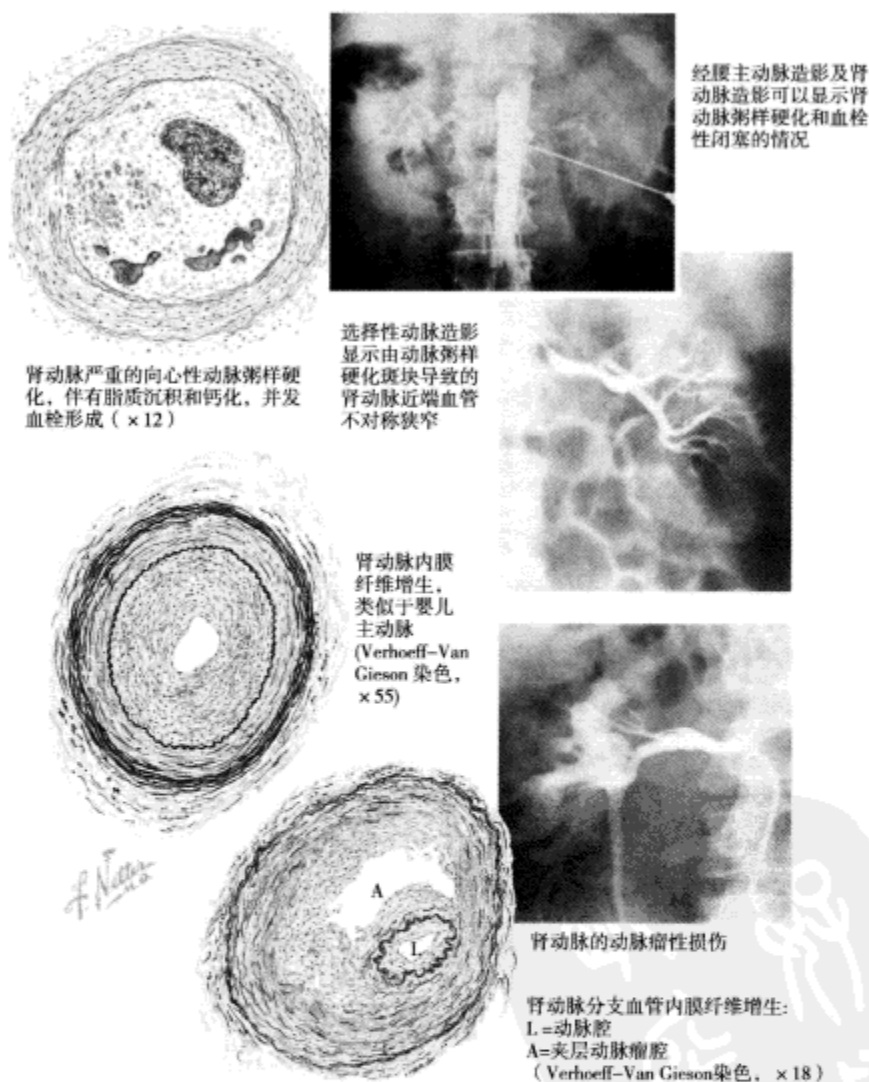 经腰主动脉造影及肾
动脉造影可以显示肾
动脉粥样硬化和血栓
性闭塞的情况
肾动脉严重的向心性动脉粥样硬
化，伴有脂质沉积和钙化，并发
血栓形成（×12）
选择性动脉造影
显示由动脉粥样
硬化斑块导致的
肾动脉近端血管
不对称狭窄
肾动脉内膜
纤维增生，
类似于婴儿
主动脉
(Verhoeff-Van
Gieson 染色，
×55)
f. Netter
M.D.
A
L
肾动脉的动脉瘤性损伤
肾动脉分支血管内膜纤维增生:
L =动脉腔
A=夹层动脉瘤腔
（Verhoeff-Van Gieson染色，×18）